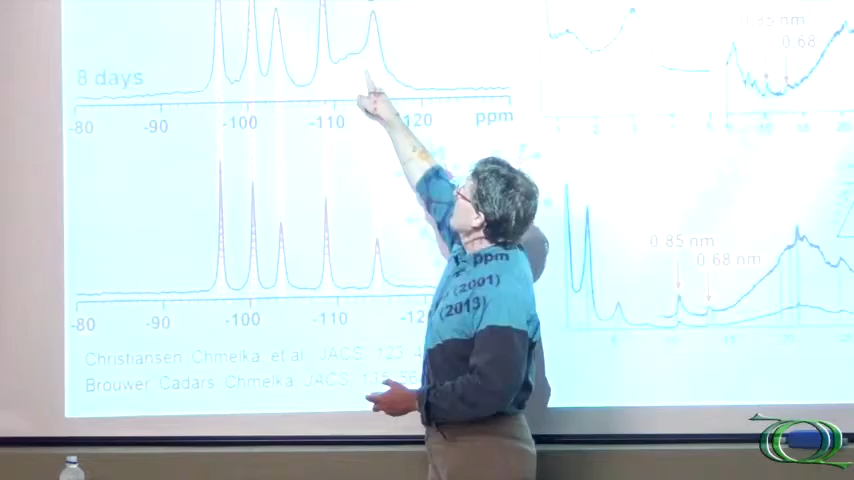 0.85 nm
0.68
8 days
-80 -90 -100 -110 -120 ppm
0.85 nm
0.68 nm
-80 -90 -100 -110 -12
ppm
(2001)
(2013)
Christiansen Chmelka et.al. JACS, 123
Brouwer Cadars Chmelka JACS,